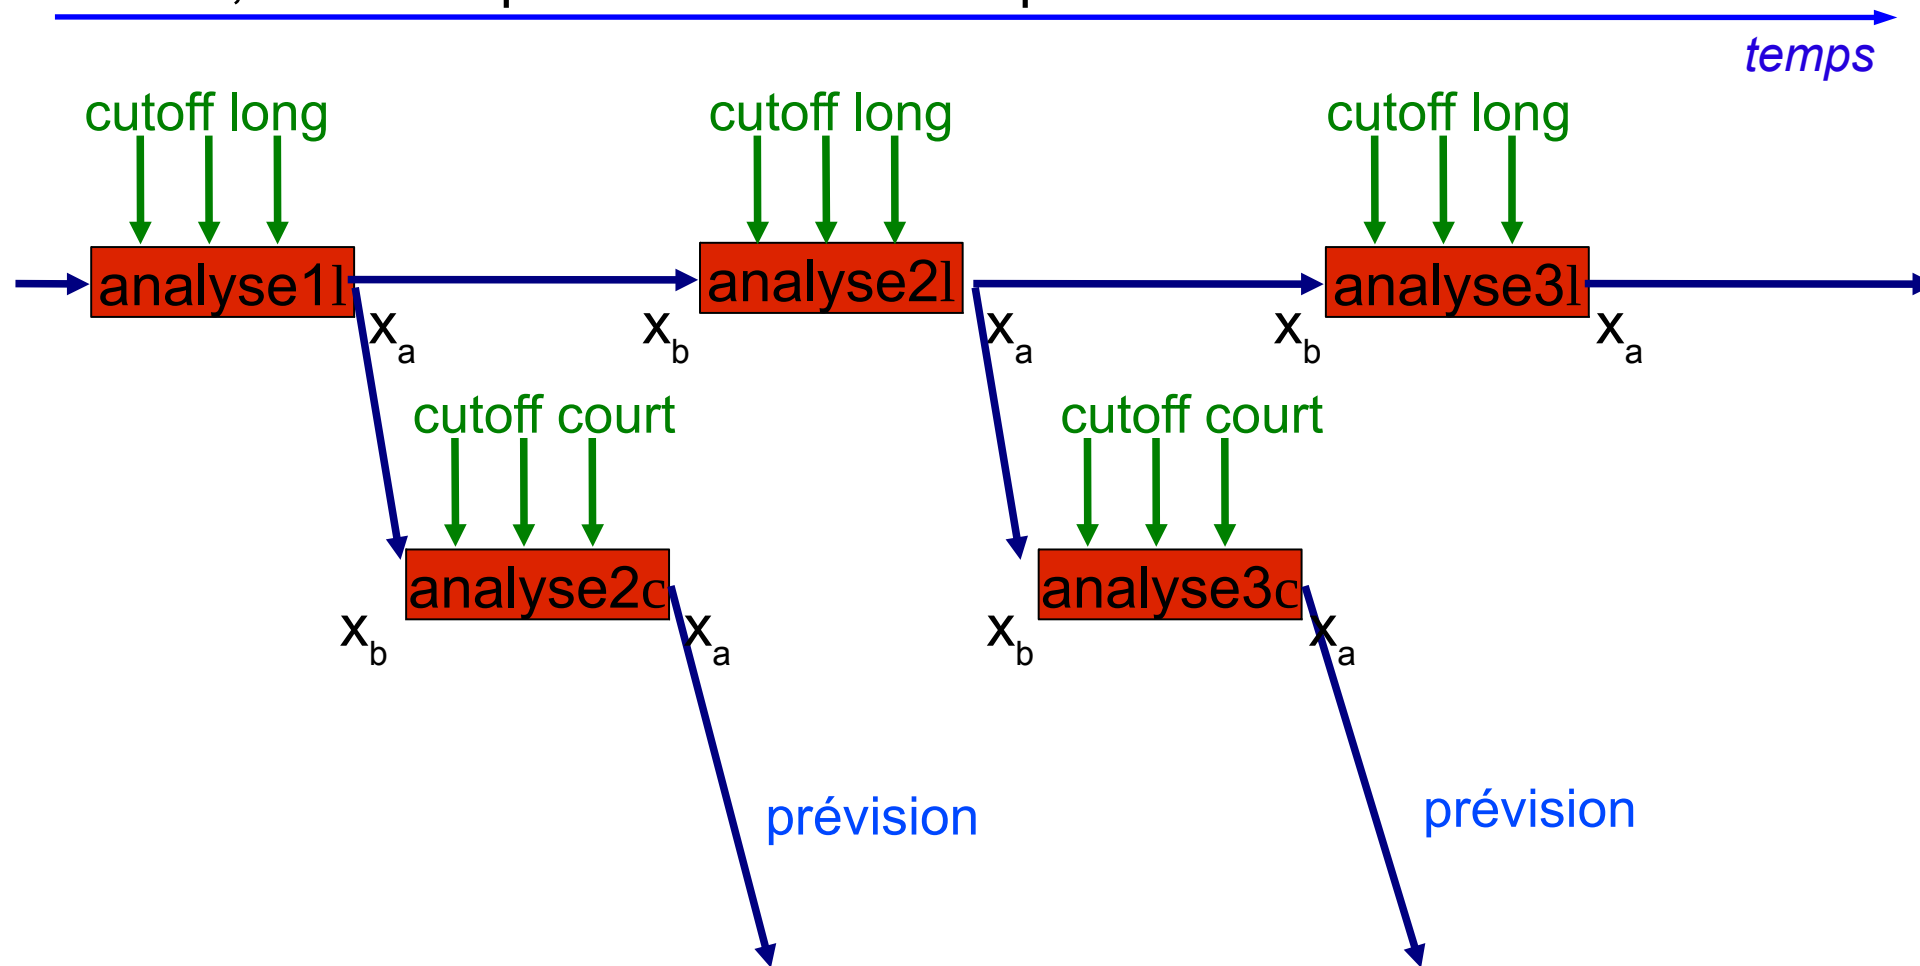 temps
cutoff long cutoff long cutoff long
analyse1l analyse2l analyse3l
xa xb xa xb xa
cutoff court cutoff court
analyse2c analyse3c
xb xa xb xa
prévision prévision